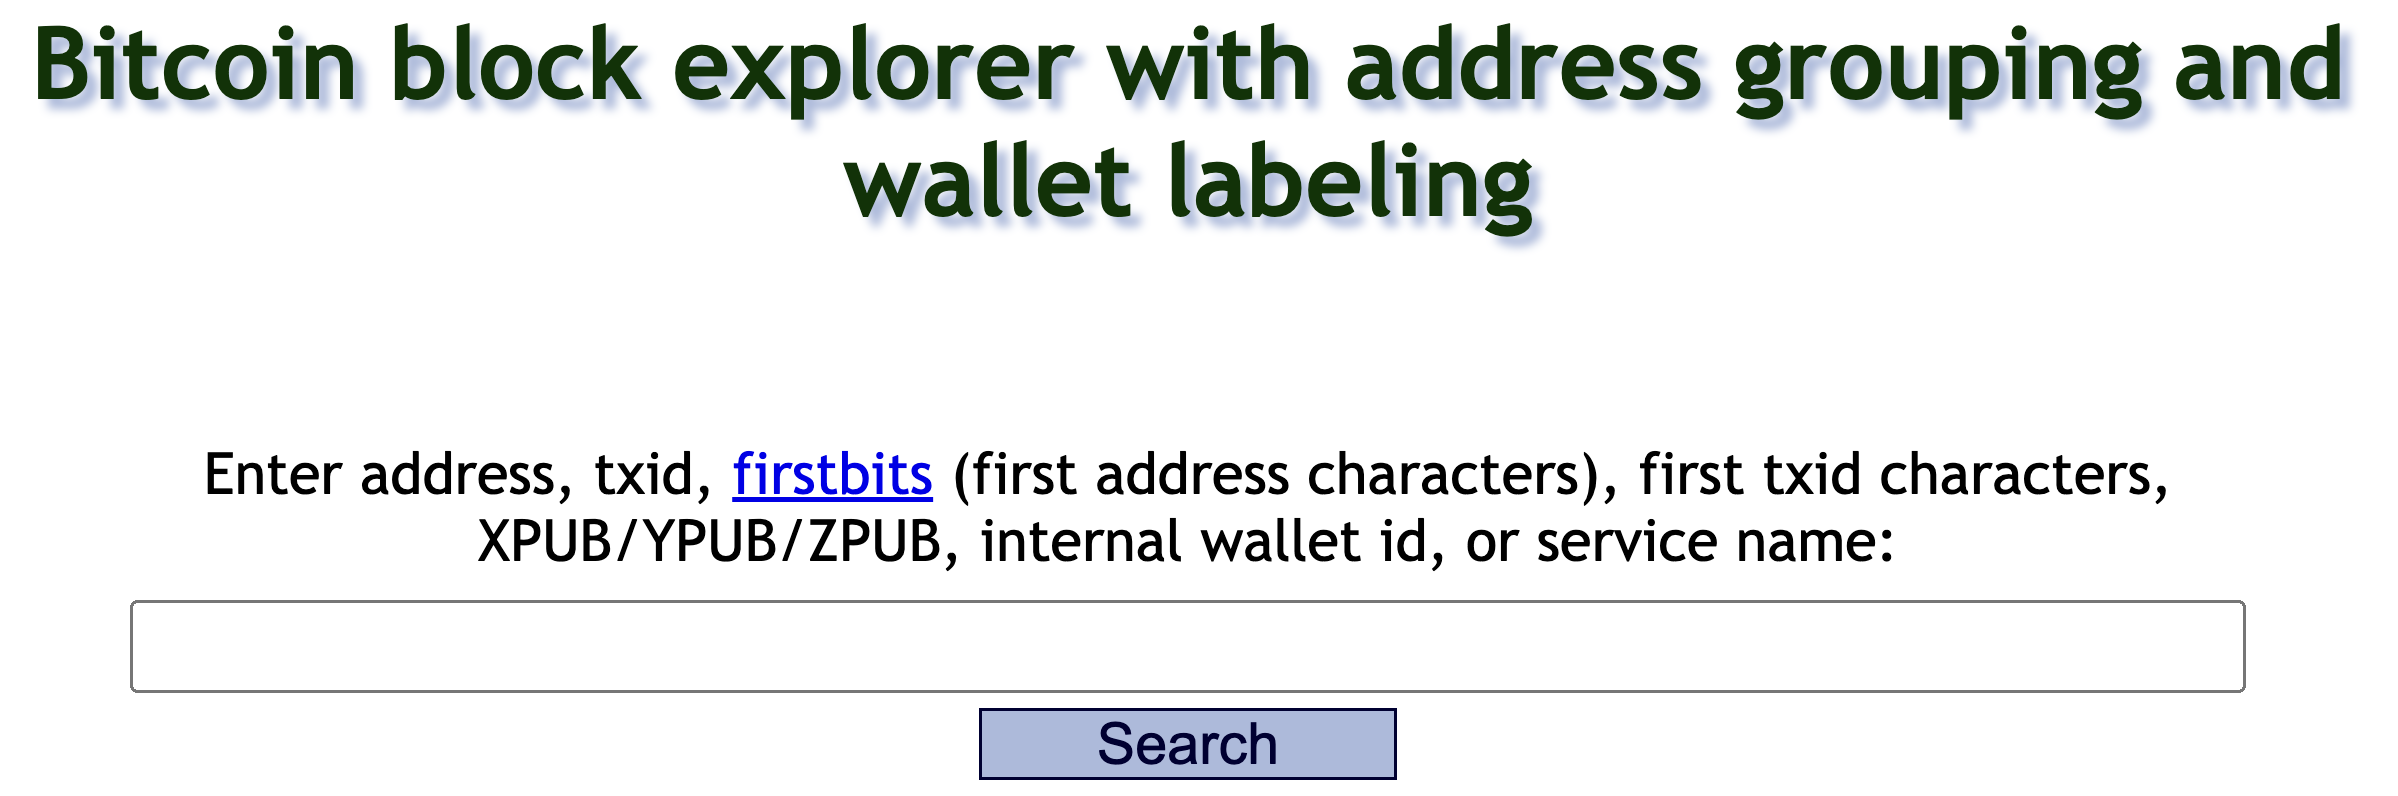 Bitcoin block explorer with address grouping and
wallet labeling
Enter address, txid, firstbits (first address characters), first txid characters,
XPUB/YPUB/ZPUB, internal wallet id, or service name:
Search